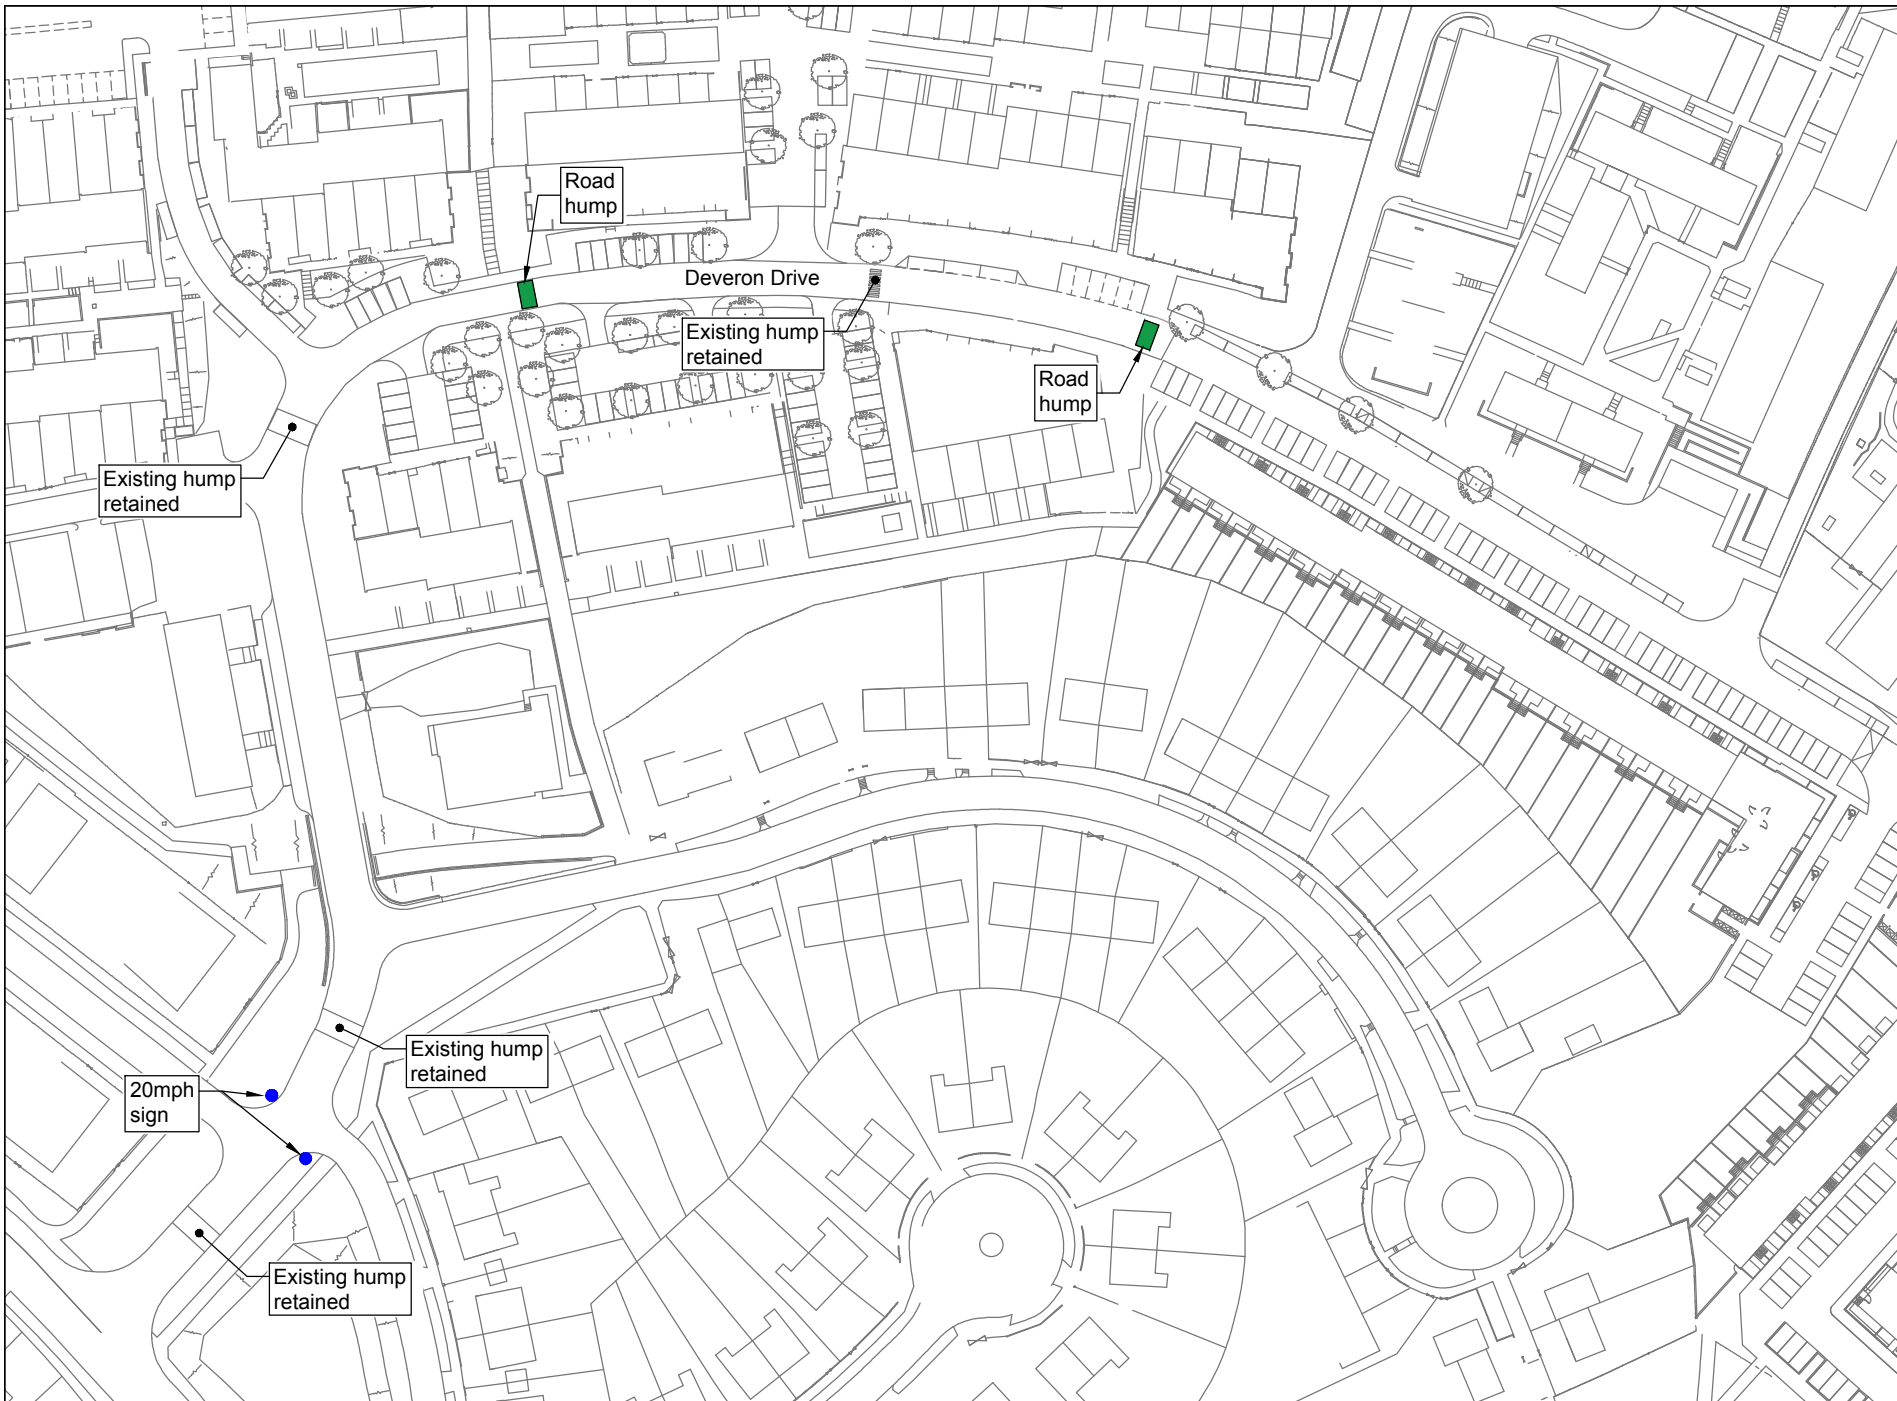 Road
hump
Deveron Drive
Existing hump
retained
Road
hump
Existing hump
retained
Existing hump
retained
20mph
sign
Existing hump
retained